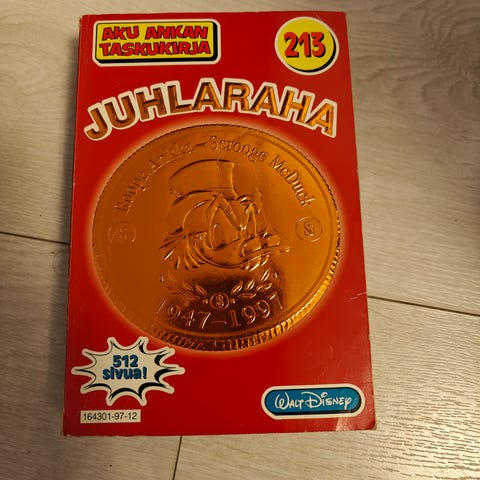 AKU ANKAN
TASKUKIRJA
213
JUHLARAHA
Roope Ankka – Scrooge McDuck
$
$
$
1947–1997
512
sivua!
164301-97-12
WALT DISNEY